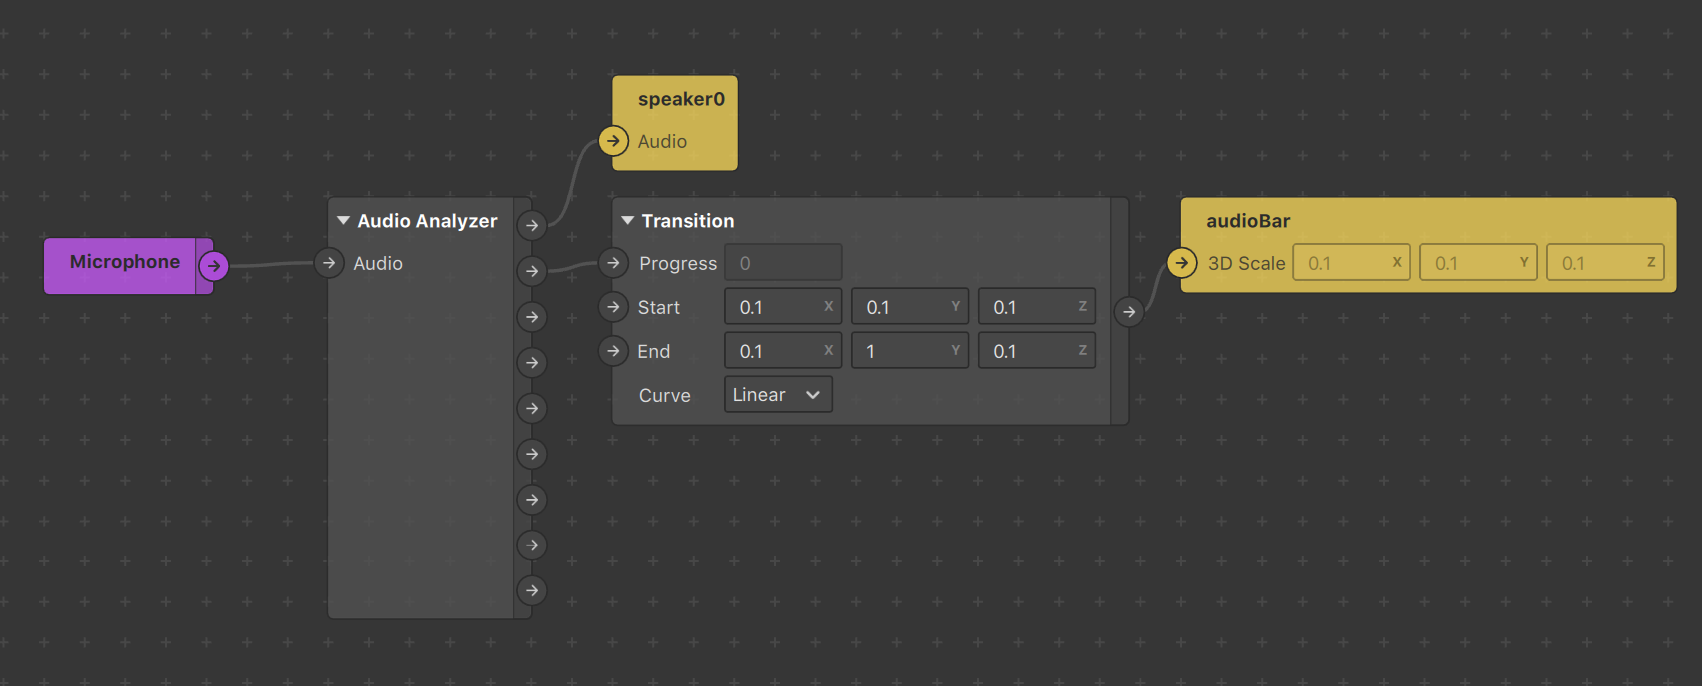 speaker0
Audio
Microphone
Audio Analyzer
Audio
Transition
Progress 0
Start 0.1 X 0.1 Y 0.1 Z
End 0.1 X 1 Y 0.1 Z
Curve Linear
audioBar
3D Scale 0.1 X 0.1 Y 0.1 Z